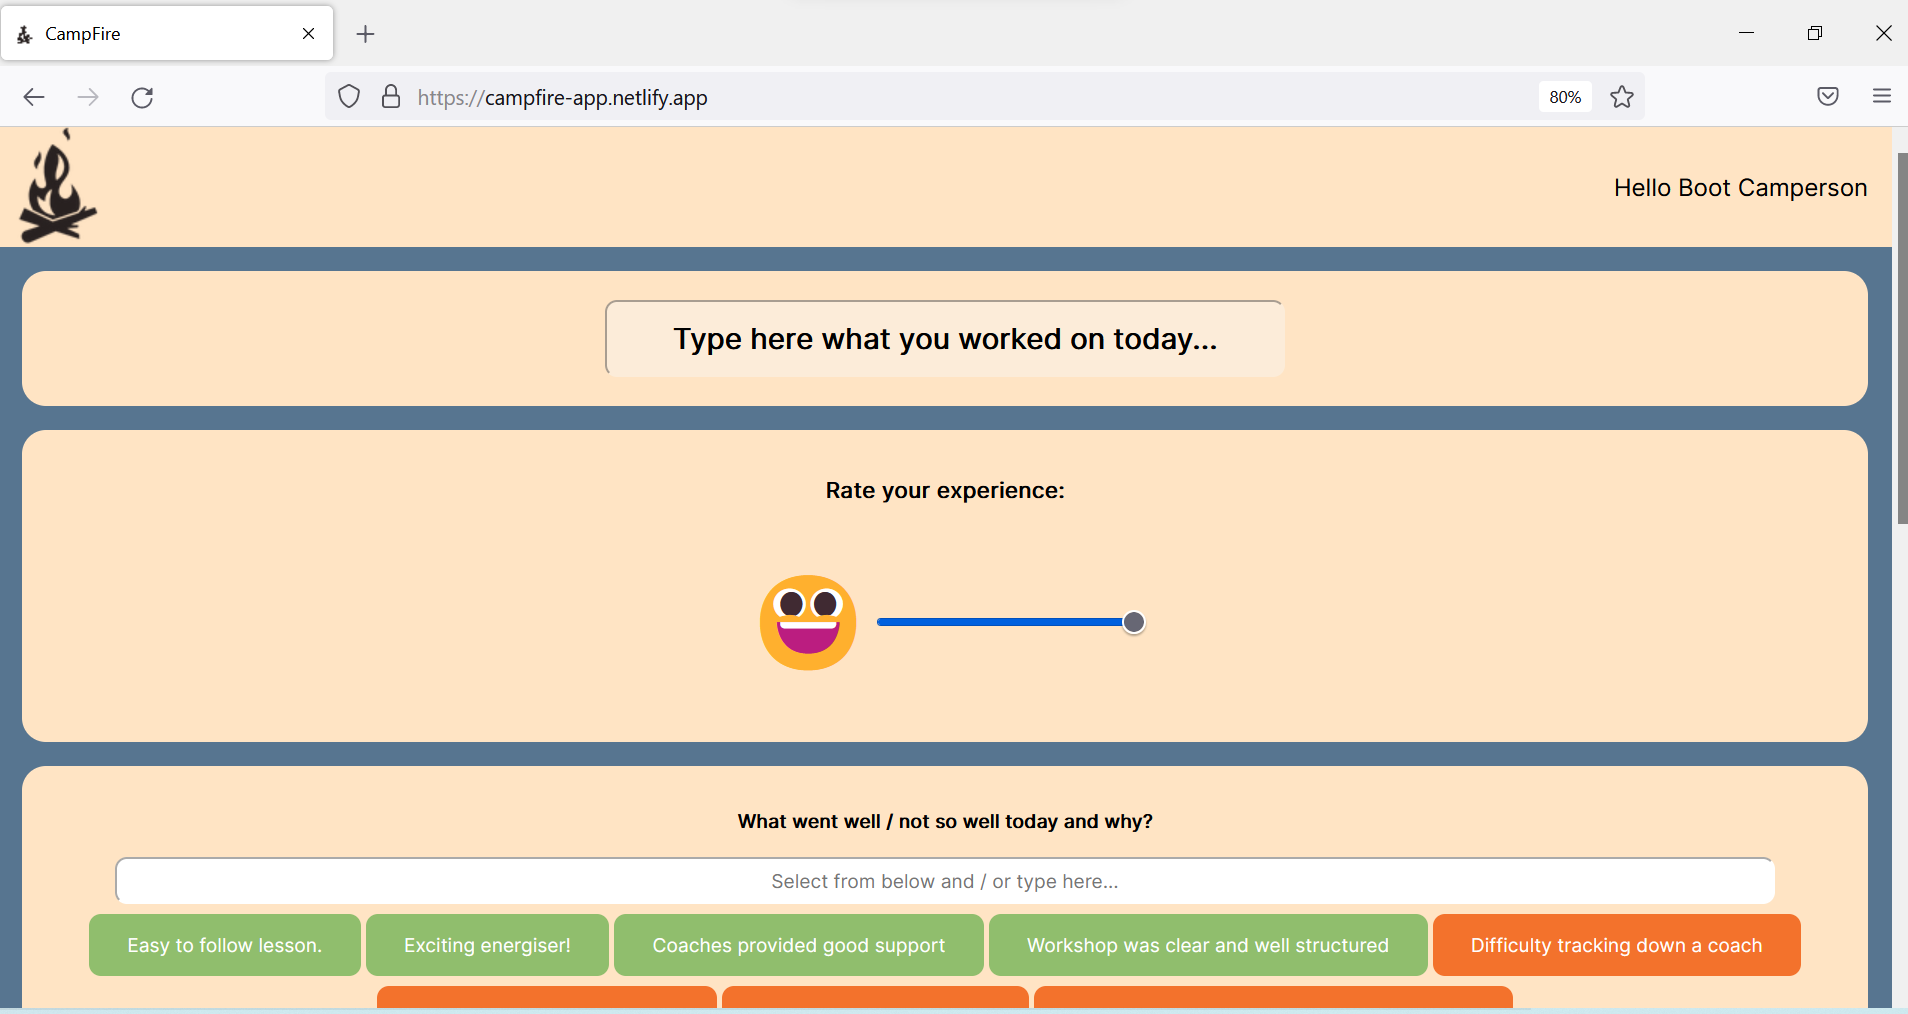 CampFire
https://campfire-app.netlify.app
80%
Hello Boot Camperson
Type here what you worked on today...
Rate your experience:
What went well / not so well today and why?
Select from below and / or type here...
Easy to follow lesson.
Exciting energiser!
Coaches provided good support
Workshop was clear and well structured
Difficulty tracking down a coach